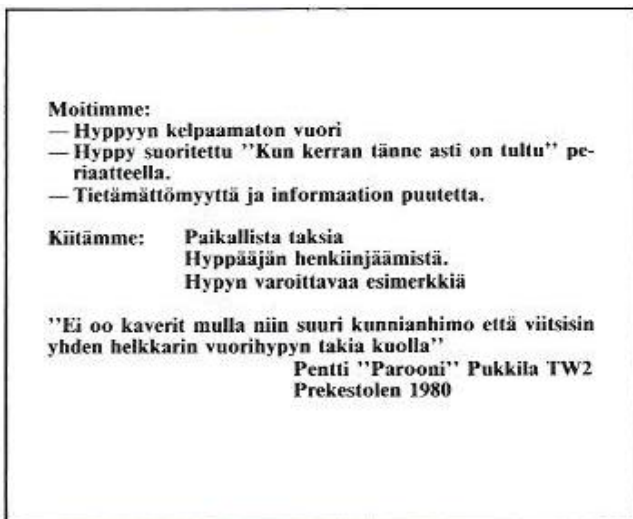 Moitimme:
— Hyppyyn kelpaamaton vuori
— Hyppy suoritettu ''Kun kerran tänne asti on tultu'' pe-
riaatteella.
— Tietämättömyyttä ja informaation puutetta.
Kiitämme: Paikallista taksia
Hyppääjän henkiinjäämistä.
Hypyn varoittavaa esimerkkiä
''Ei oo kaverit mulla niin suuri kunnianhimo että viitsisin
yhden helkkarin vuorihypyn takia kuolla''
Pentti ''Parooni'' Pukkila TW2
Prekestolen 1980